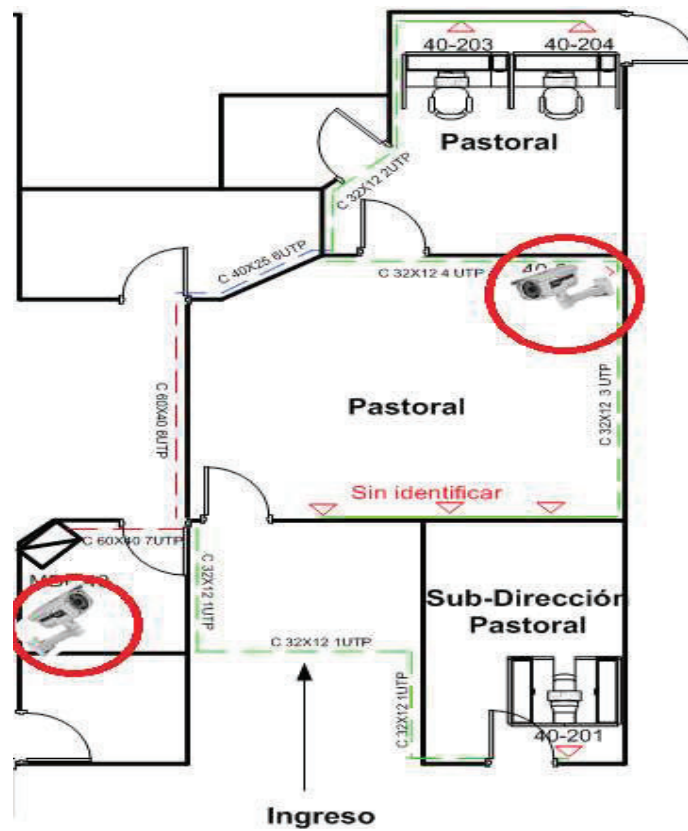 40-203
40-204
Pastoral
C 32X12 2UTP
C 40X25 6UTP
C 32X12 4 UTP
C 60X40 6UTP
C 32X12 3 UTP
Pastoral
Sin identificar
C 60X40 7UTP
C 32X12 1UTP
Sub-Dirección
Pastoral
C 32X12 1UTP
C 32X12 1UTP
40-201
Ingreso